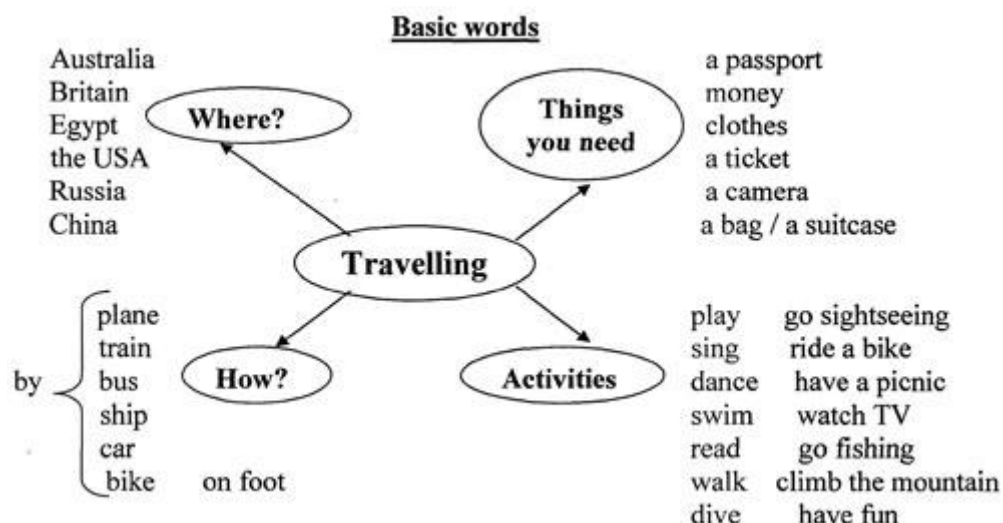 Basic words
Australia
Britain
Egypt
the USA
Russia
China
Where?
Things
you need
a passport
money
clothes
a ticket
a camera
a bag / a suitcase
Travelling
by
plane
train
bus
ship
car
bike on foot
How?
Activities
play go sightseeing
sing ride a bike
dance have a picnic
swim watch TV
read go fishing
walk climb the mountain
dive have fun